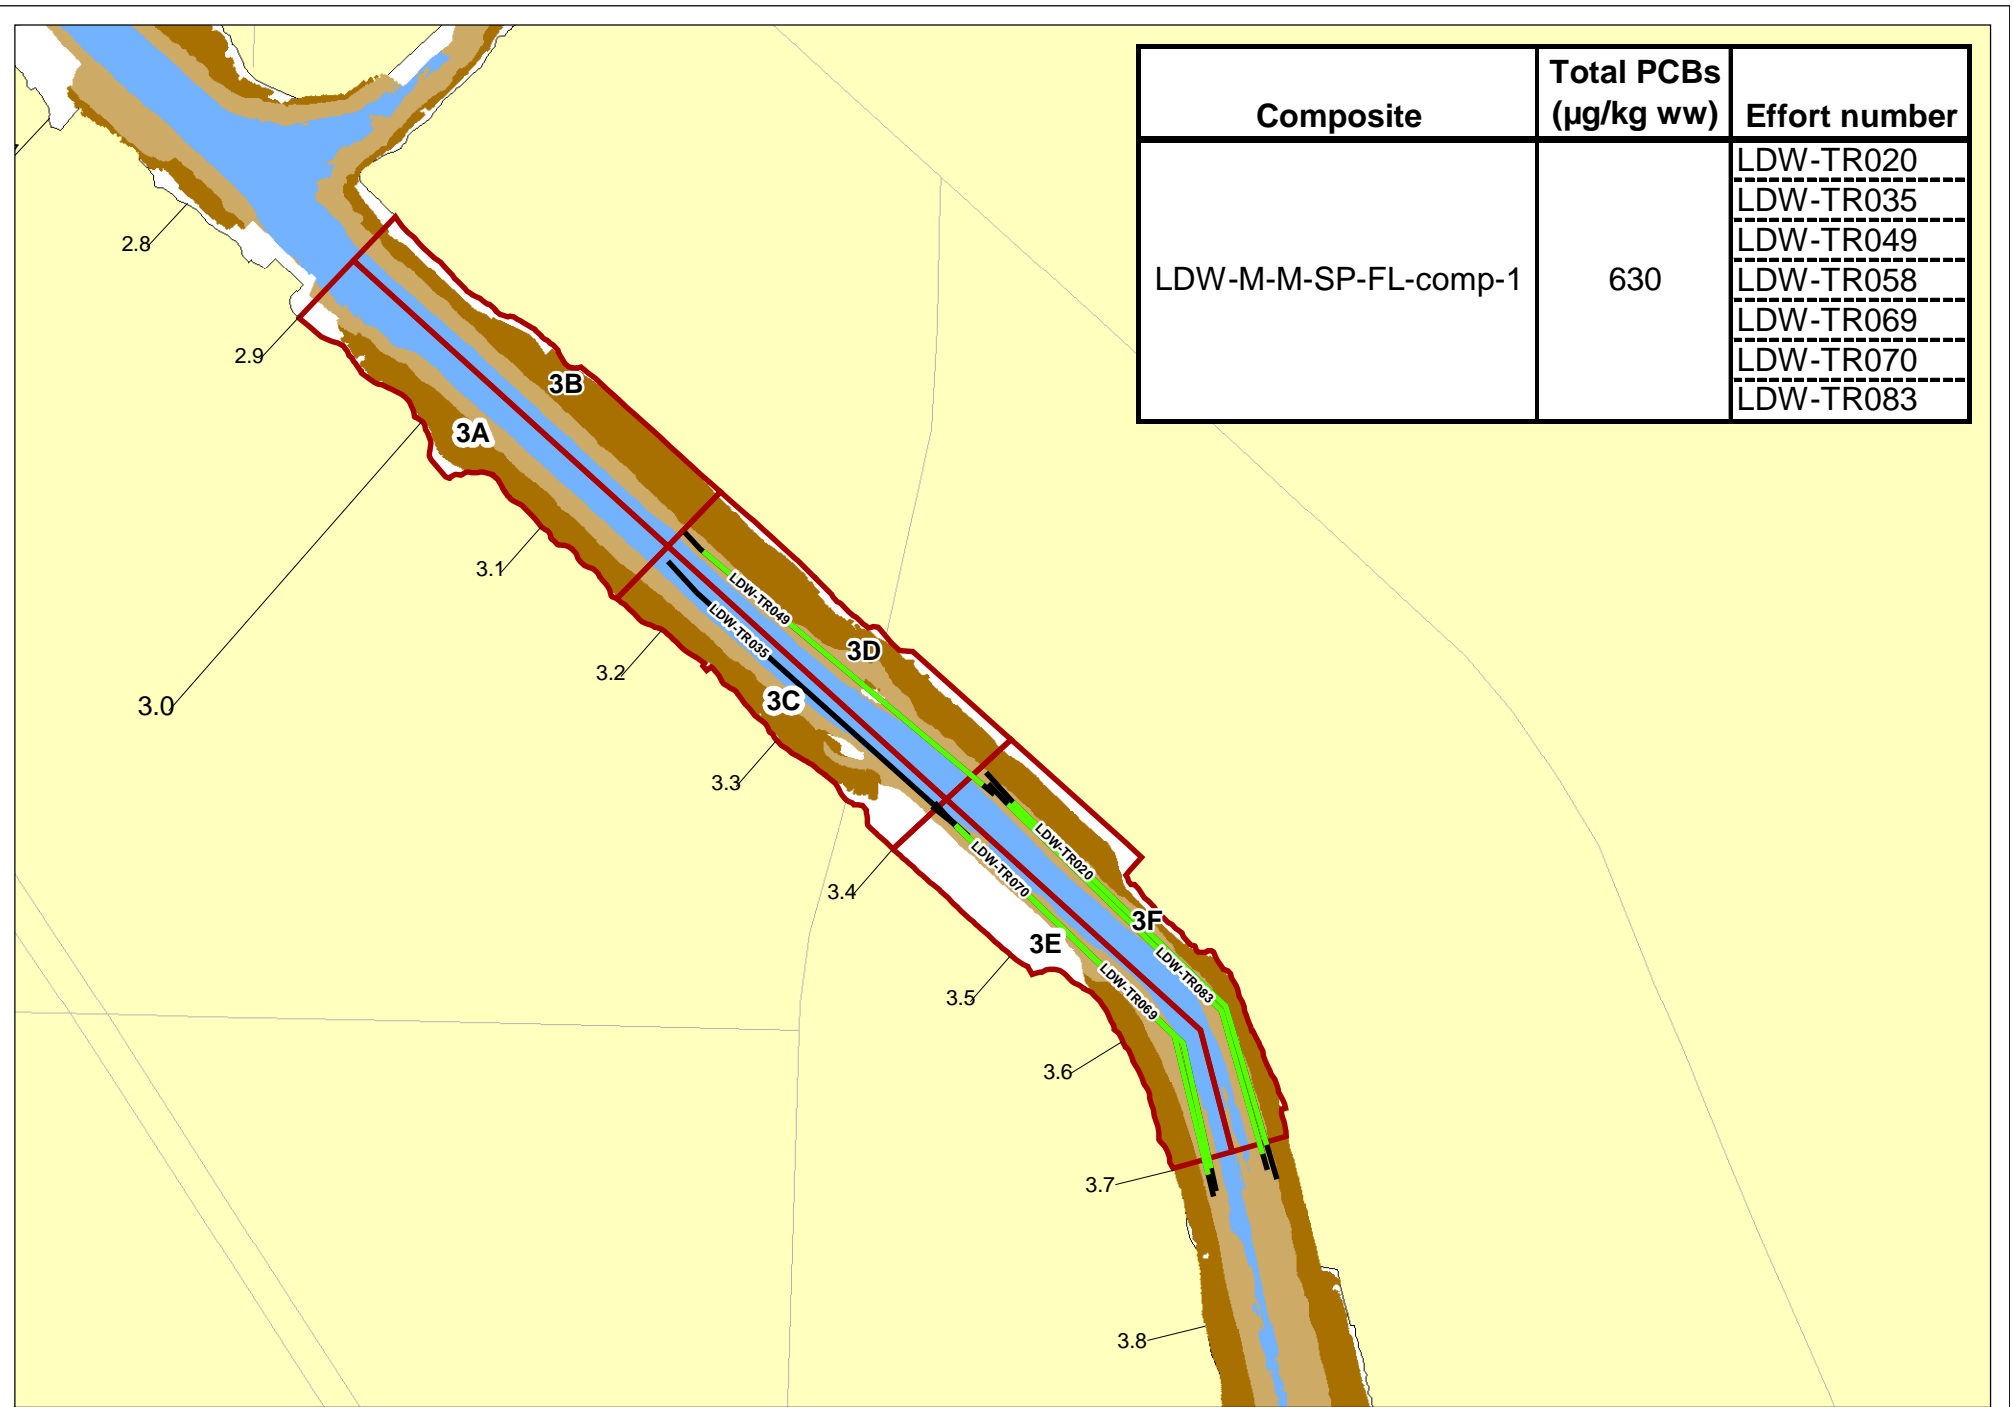 Composite
Total PCBs
(µg/kg ww)
Effort number
LDW-M-M-SP-FL-comp-1
630
LDW-TR020
LDW-TR035
LDW-TR049
LDW-TR058
LDW-TR069
LDW-TR070
LDW-TR083
2.8
2.9
3B
3A
3.1
LDW-TR049
LDW-TR035
3D
3.2
3C
3.0
3.3
LDW-TR020
LDW-TR070
3.4
3F
3E
LDW-TR083
LDW-TR069
3.5
3.6
3.7
3.8